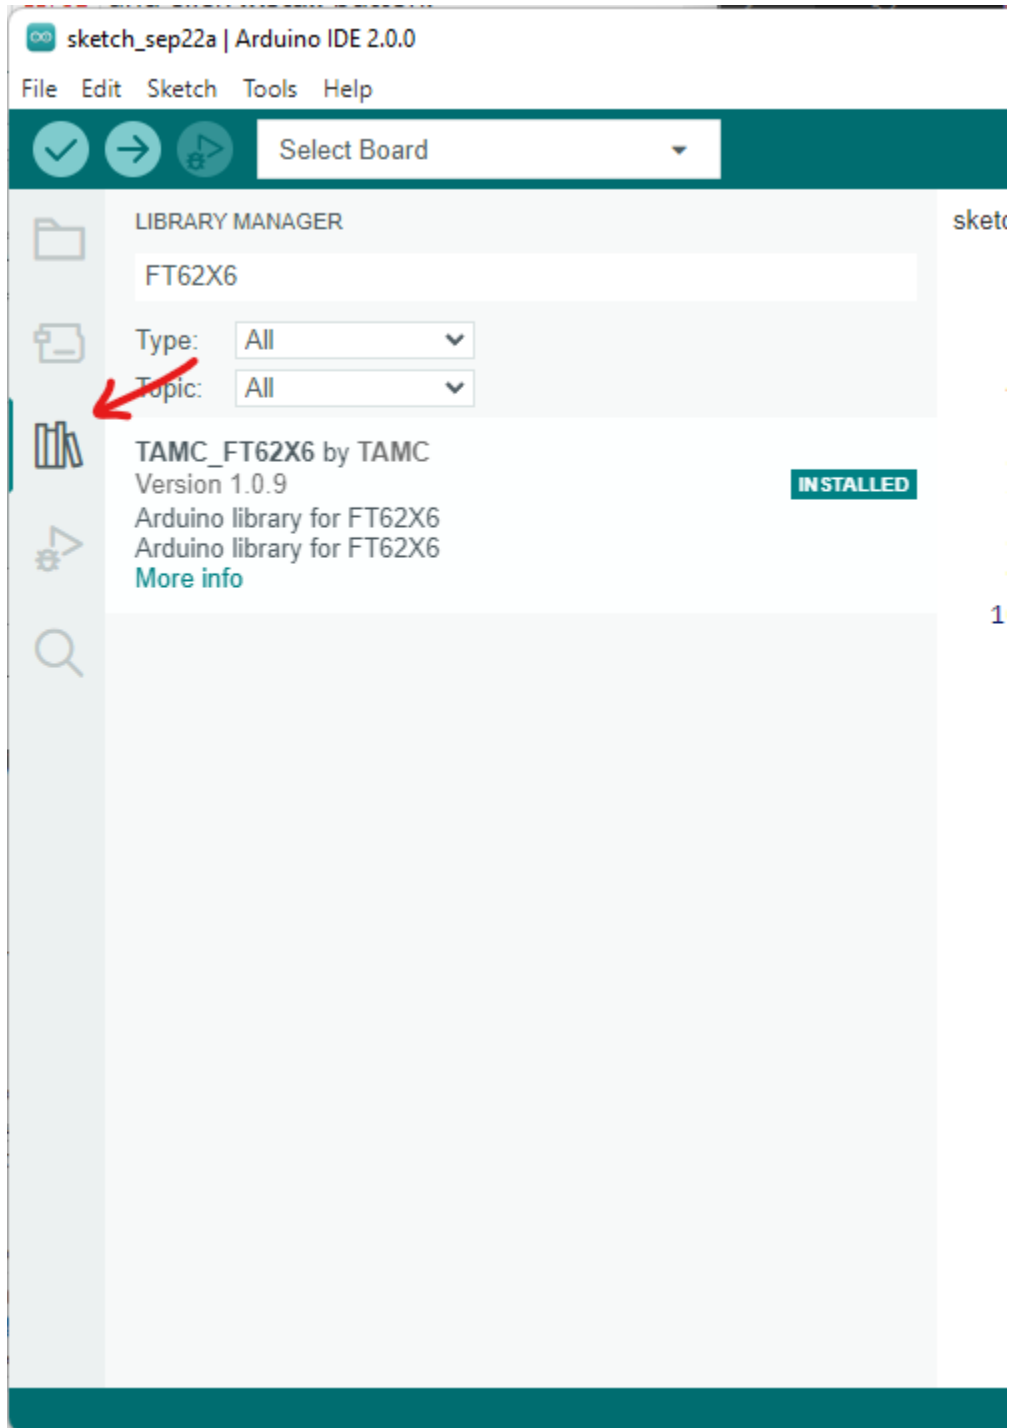 sketch_sep22a | Arduino IDE 2.0.0
File Edit Sketch Tools Help
Select Board
LIBRARY MANAGER
FT62X6
Type: All
Topic: All
TAMC_FT62X6 by TAMC
Version 1.0.9
INSTALLED
Arduino library for FT62X6
Arduino library for FT62X6
More info
sket
1